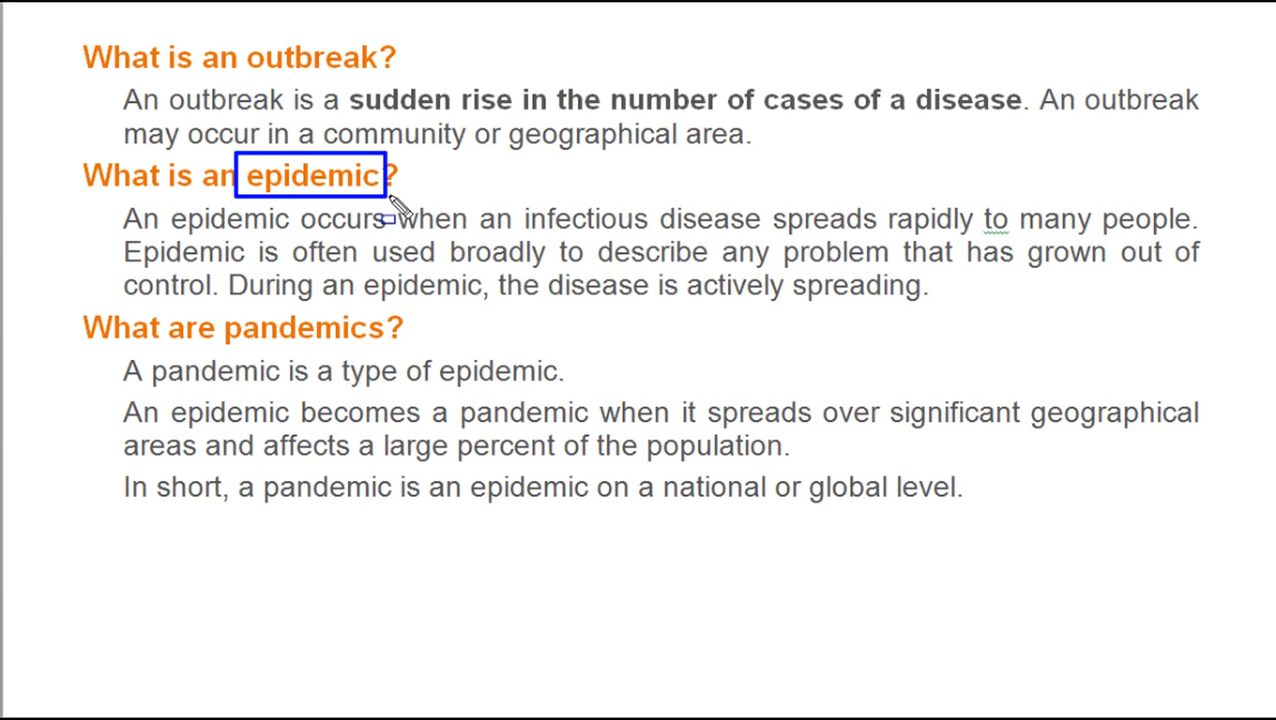 What is an outbreak?
An outbreak is a sudden rise in the number of cases of a disease. An outbreak
may occur in a community or geographical area.
What is an epidemic?
An epidemic occurs when an infectious disease spreads rapidly to many people.
Epidemic is often used broadly to describe any problem that has grown out of
control. During an epidemic, the disease is actively spreading.
What are pandemics?
A pandemic is a type of epidemic.
An epidemic becomes a pandemic when it spreads over significant geographical
areas and affects a large percent of the population.
In short, a pandemic is an epidemic on a national or global level.